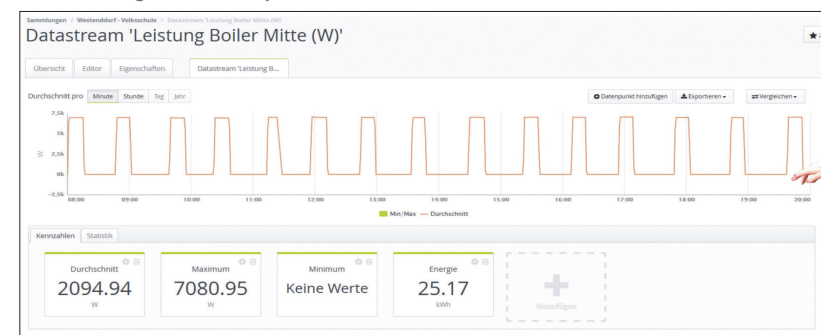 Sammlungen / Westenddorf - Volksschule / Datastream 'Leistung Boiler Mitte (W)'
Datastream 'Leistung Boiler Mitte (W)'
Übersicht Editor Eigenschaften Datastream 'Leistung B...
Durchschnitt pro Minute Stunde Tag Jahr Datenpunkt hinzufügen Exportieren Vergleichen
7,5k
5k
W
2,5k
0k
-2,5k
08:00 09:00 10:00 11:00 12:00 13:00 14:00 15:00 16:00 17:00 18:00 19:00 20:00
Min/Max Durchschnitt
Kennzahlen Statistik
Durchschnitt Maximum Minimum Energie
2094.94 7080.95 Keine Werte 25.17
W W kWh
Hinzufügen